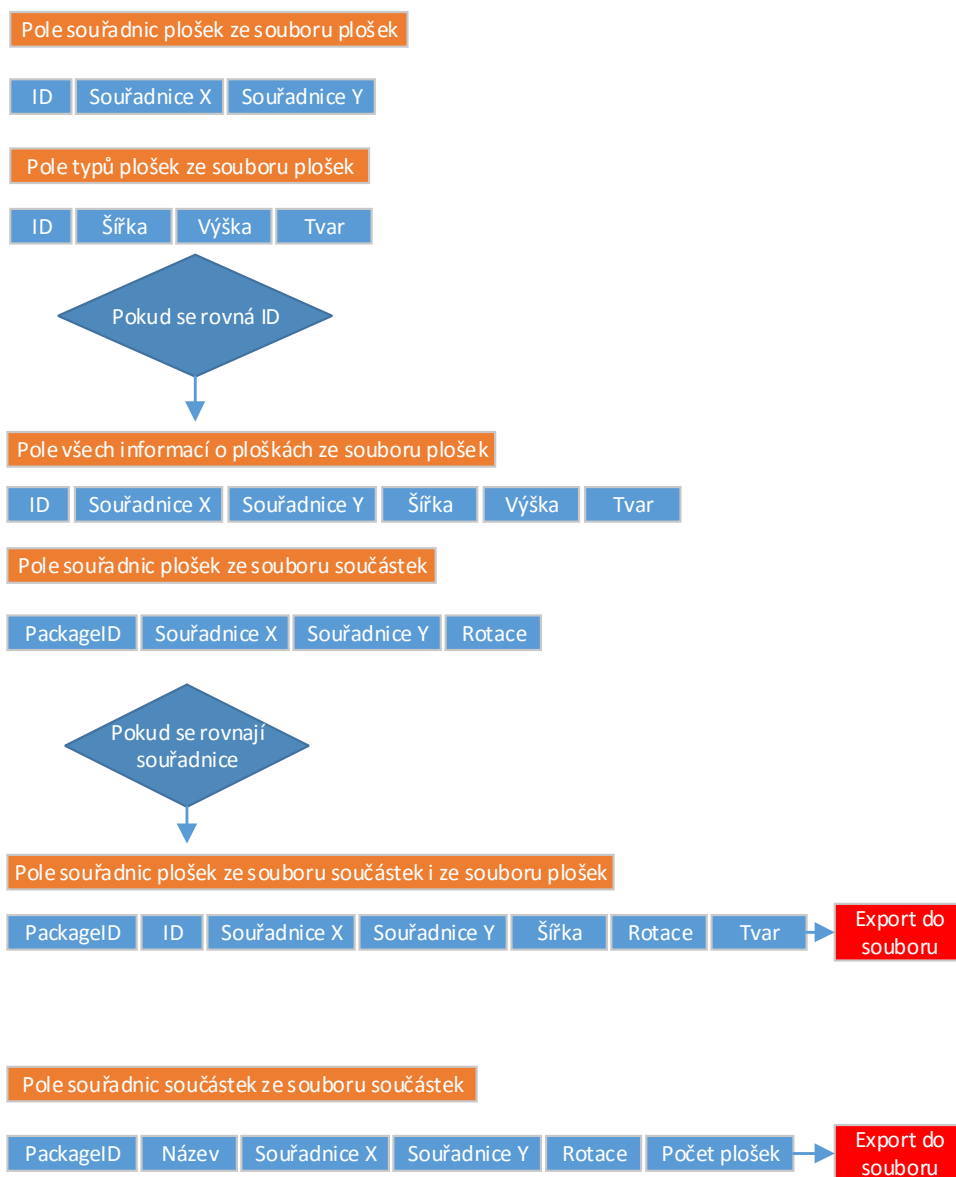 Pole souřadnic plošek ze souboru plošek
ID Souřadnice X Souřadnice Y
Pole typů plošek ze souboru plošek
ID Šířka Výška Tvar
Pokud se rovná ID
Pole všech informací o ploškách ze souboru plošek
ID Souřadnice X Souřadnice Y Šířka Výška Tvar
Pole souřadnic plošek ze souboru součástek
PackageID Souřadnice X Souřadnice Y Rotace
Pokud se rovnají
souřadnice
Pole souřadnic plošek ze souboru součástek i ze souboru plošek
PackageID ID Souřadnice X Souřadnice Y Šířka Rotace Tvar
Export do
souboru
Pole souřadnic součástek ze souboru součástek
PackageID Název Souřadnice X Souřadnice Y Rotace Počet plošek
Export do
souboru